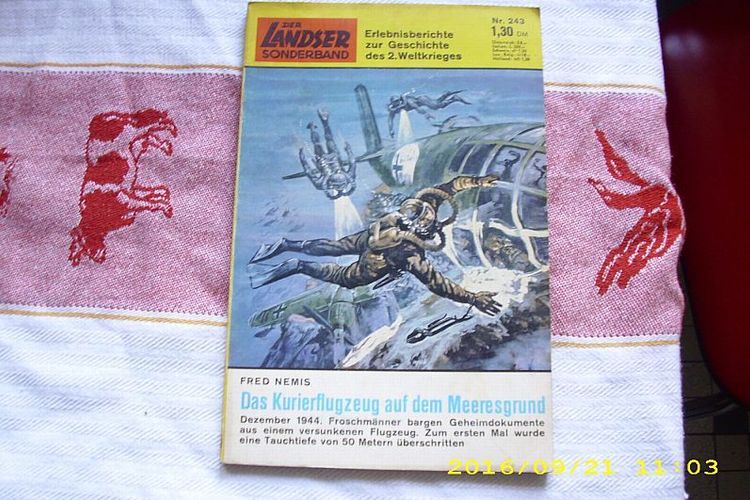 DER
LANDSER
SONDERBAND
Erlebnisberichte
zur Geschichte
des 2. Weltkrieges
Nr. 243
1,30 DM
FRED NEMIS
Das Kurierflugzeug auf dem Meeresgrund
Dezember 1944. Froschmänner bargen Geheimdokumente
aus einem versunkenen Flugzeug. Zum ersten Mal wurde
eine Tauchtiefe von 50 Metern überschritten
2016/09/21 11:03